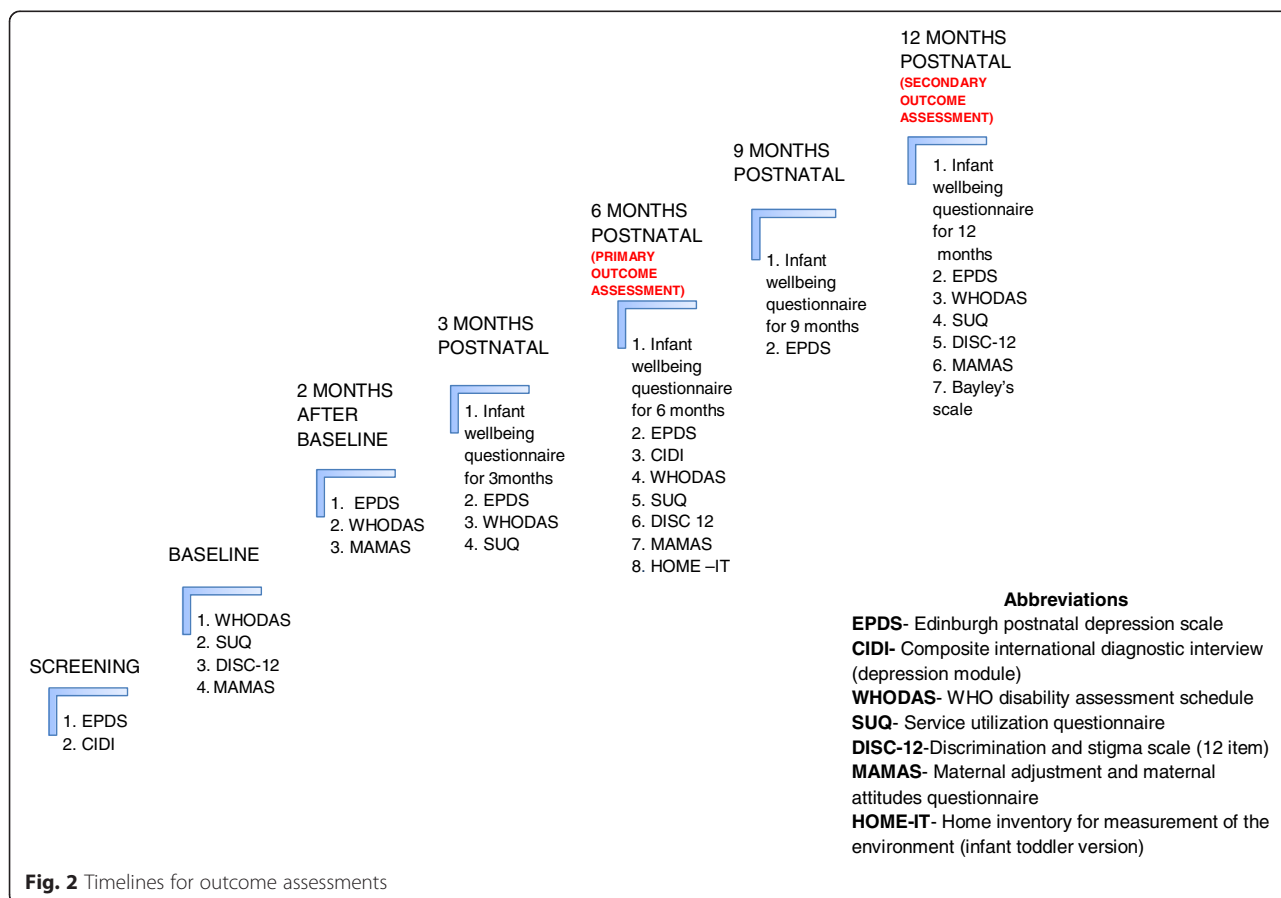 SCREENING
1. EPDS
2. CIDI
BASELINE
1. WHODAS
2. SUQ
3. DISC-12
4. MAMAS
2 MONTHS
AFTER
BASELINE
1. EPDS
2. WHODAS
3. MAMAS
3 MONTHS
POSTNATAL
1. Infant
wellbeing
questionnaire
for 3months
2. EPDS
3. WHODAS
4. SUQ
6 MONTHS
POSTNATAL
(PRIMARY
OUTCOME
ASSESSMENT)
1. Infant
wellbeing
questionnaire
for 6 months
2. EPDS
3. CIDI
4. WHODAS
5. SUQ
6. DISC 12
7. MAMAS
8. HOME –IT
9 MONTHS
POSTNATAL
1. Infant
wellbeing
questionnaire
for 9 months
2. EPDS
12 MONTHS
POSTNATAL
(SECONDARY
OUTCOME
ASSESSMENT)
1. Infant
wellbeing
questionnaire
for 12
months
2. EPDS
3. WHODAS
4. SUQ
5. DISC-12
6. MAMAS
7. Bayley's
scale
Abbreviations
EPDS- Edinburgh postnatal depression scale
CIDI- Composite international diagnostic interview
(depression module)
WHODAS- WHO disability assessment schedule
SUQ- Service utilization questionnaire
DISC-12-Discrimination and stigma scale (12 item)
MAMAS- Maternal adjustment and maternal
attitudes questionnaire
HOME-IT- Home inventory for measurement of the
environment (infant toddler version)
Fig. 2 Timelines for outcome assessments